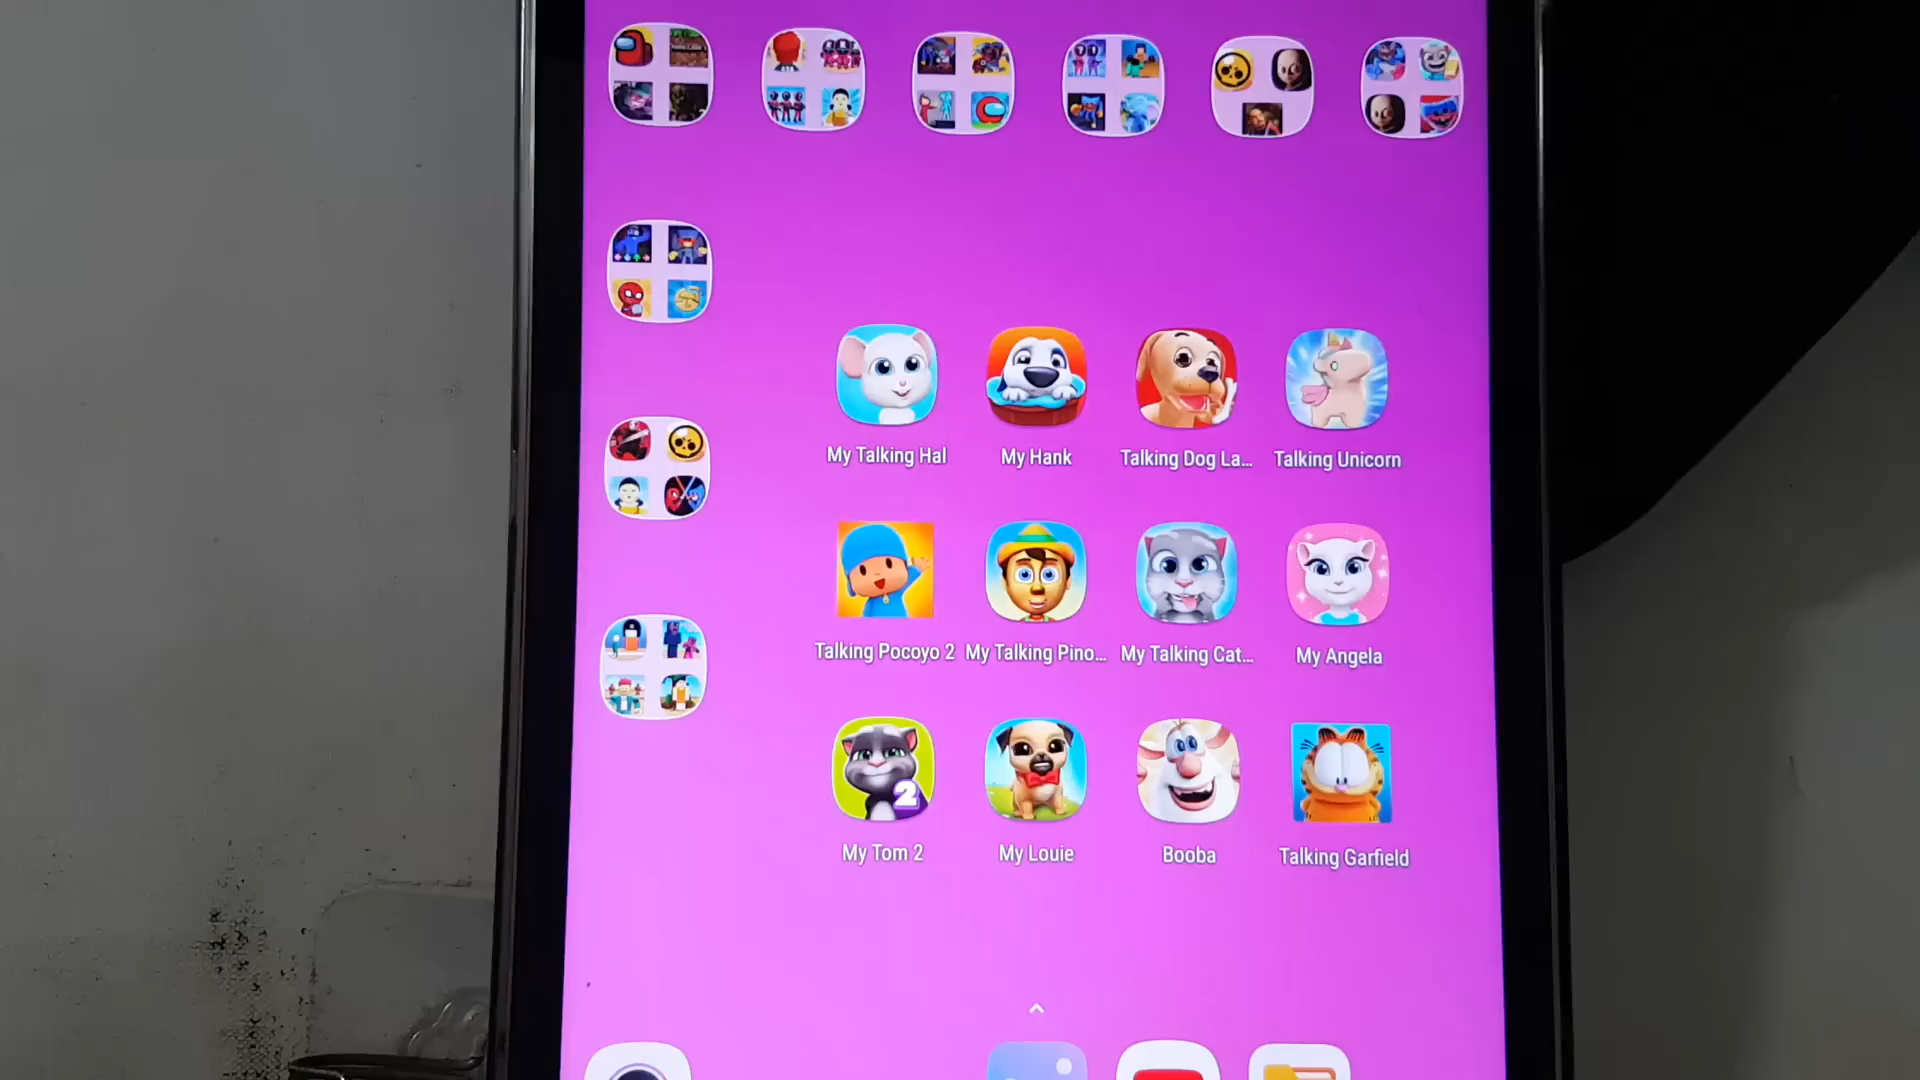 My Talking Hal
My Hank
Talking Dog La...
Talking Unicorn
Talking Pocoyo 2
My Talking Pino...
My Talking Cat...
My Angela
2
My Tom 2
My Louie
Booba
Talking Garfield